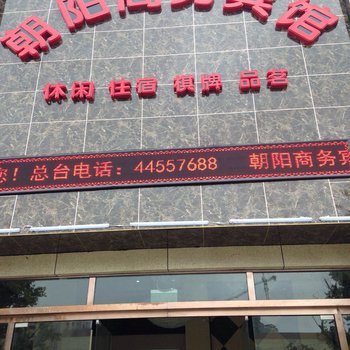 朝阳商务宾馆
休闲 住宿 棋牌 品茗
您！总台电话：44557688 朝阳商务宾